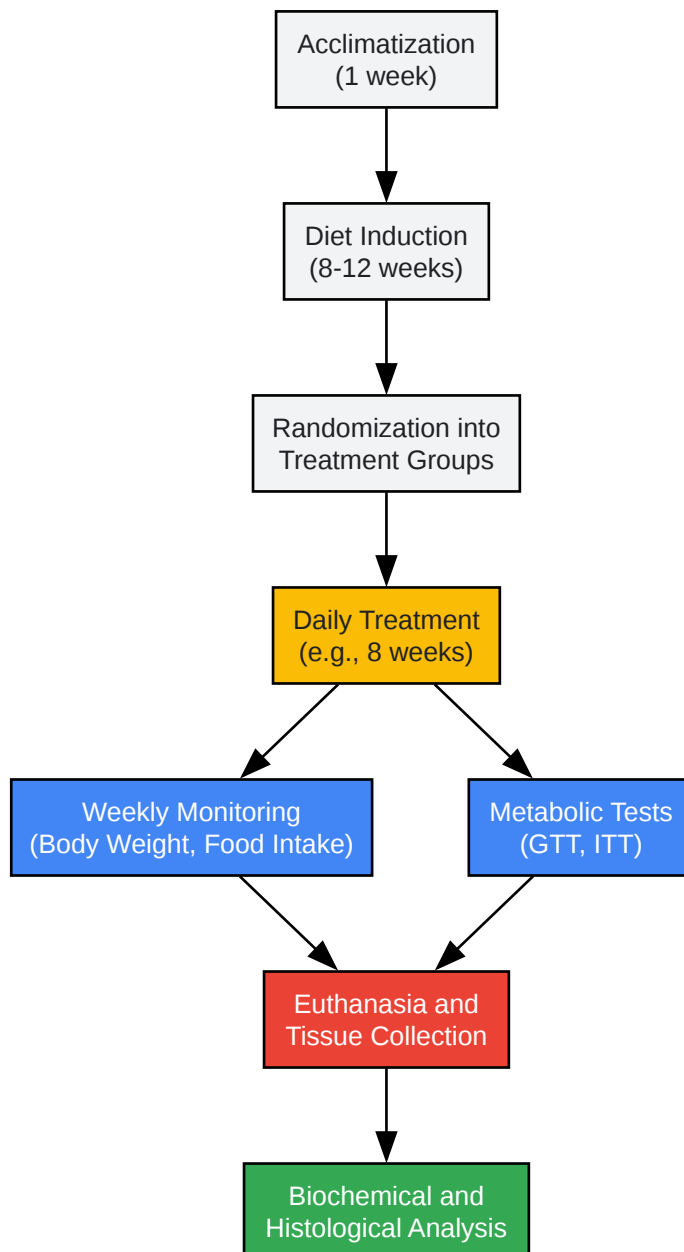 Acclimatization
(1 week)
Diet Induction
(8-12 weeks)
Randomization into
Treatment Groups
Daily Treatment
(e.g., 8 weeks)
Weekly Monitoring
(Body Weight, Food Intake)
Metabolic Tests
(GTT, ITT)
Euthanasia and
Tissue Collection
Biochemical and
Histological Analysis